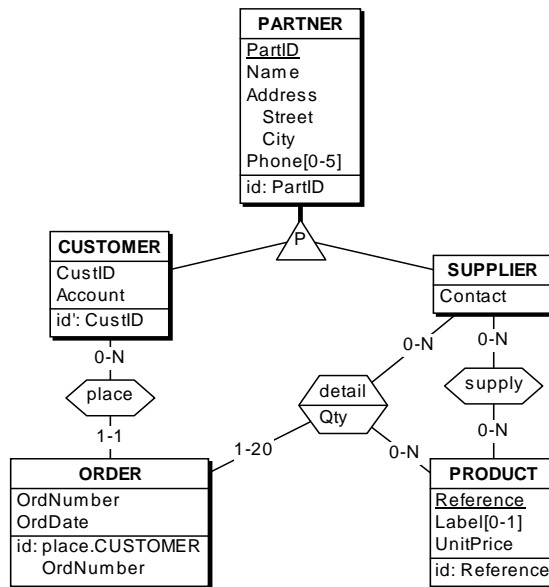 PARTNER
PartID
Name
Address
Street
City
Phone[0-5]
id: PartID
P
CUSTOMER
CustID
Account
id': CustID
SUPPLIER
Contact
0-N
place
1-1
0-N
0-N
detail
Qty
supply
1-20
0-N
0-N
ORDER
OrdNumber
OrdDate
id: place.CUSTOMER
OrdNumber
PRODUCT
Reference
Label[0-1]
UnitPrice
id: Reference